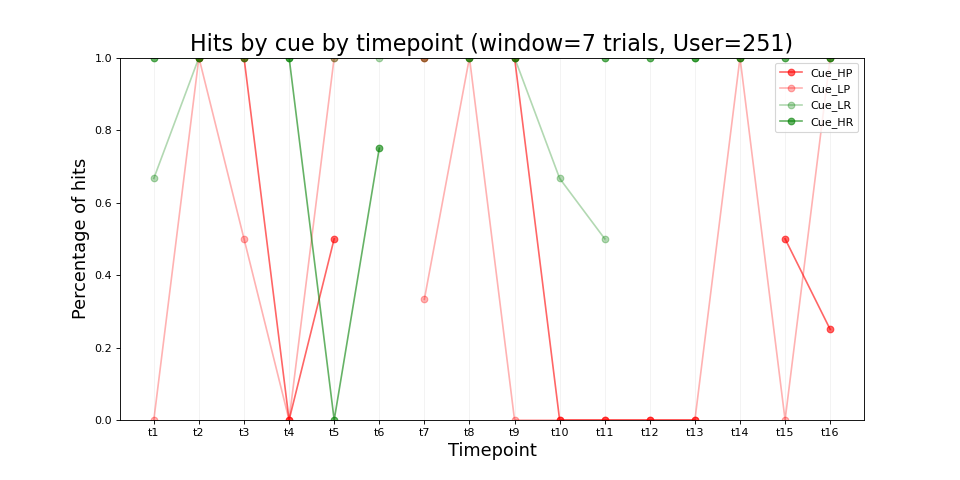 Hits by cue by timepoint (window=7 trials, User=251)
1.0
0.8
0.6
0.4
0.2
0.0
Percentage of hits
Cue_HP
Cue_LP
Cue_LR
Cue_HR
t1 t2 t3 t4 t5 t6 t7 t8 t9 t10 t11 t12 t13 t14 t15 t16
Timepoint